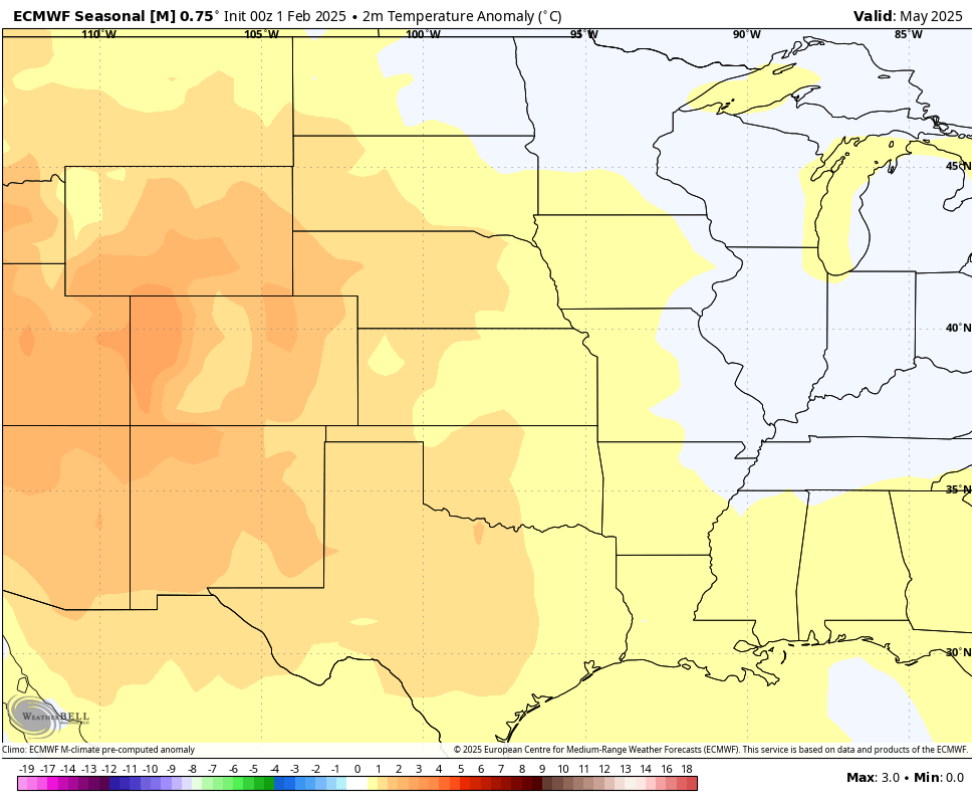 ECMWF Seasonal [M] 0.75° Init 00z 1 Feb 2025 • 2m Temperature Anomaly (°C) Valid: May 2025
110°W 105°W 100°W 95°W 90°W 85°W
45°N
40°N
35°N
30°N
WEATHERBELL
Climo: ECMWF M-climate pre-computed anomaly © 2025 European Centre for Medium-Range Weather Forecasts (ECMWF). This service is based on data and products of the ECMWF.
-19 -17 -14 -13 -12 -11 -10 -9 -8 -7 -6 -5 -4 -3 -2 -1 0 1 2 3 4 5 6 7 8 9 10 11 12 13 14 16 18
Max: 3.0 • Min: 0.0